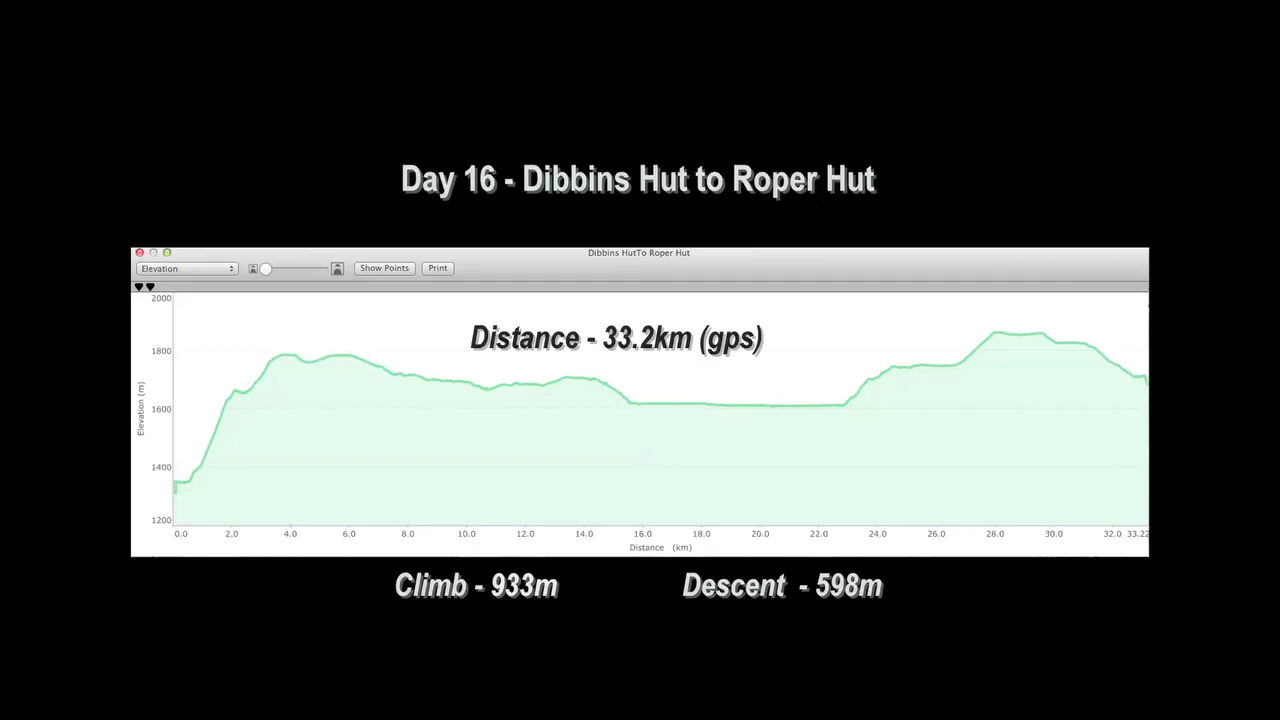 Day 16 - Dibbins Hut to Roper Hut
Dibbins HutTo Roper Hut
Elevation Show Points Print
Distance - 33.2km (gps)
2000
1800
1600
1400
1200
Elevation (m)
0.0 2.0 4.0 6.0 8.0 10.0 12.0 14.0 16.0 18.0 20.0 22.0 24.0 26.0 28.0 30.0 32.0 33.22
Distance (km)
Climb - 933m Descent - 598m